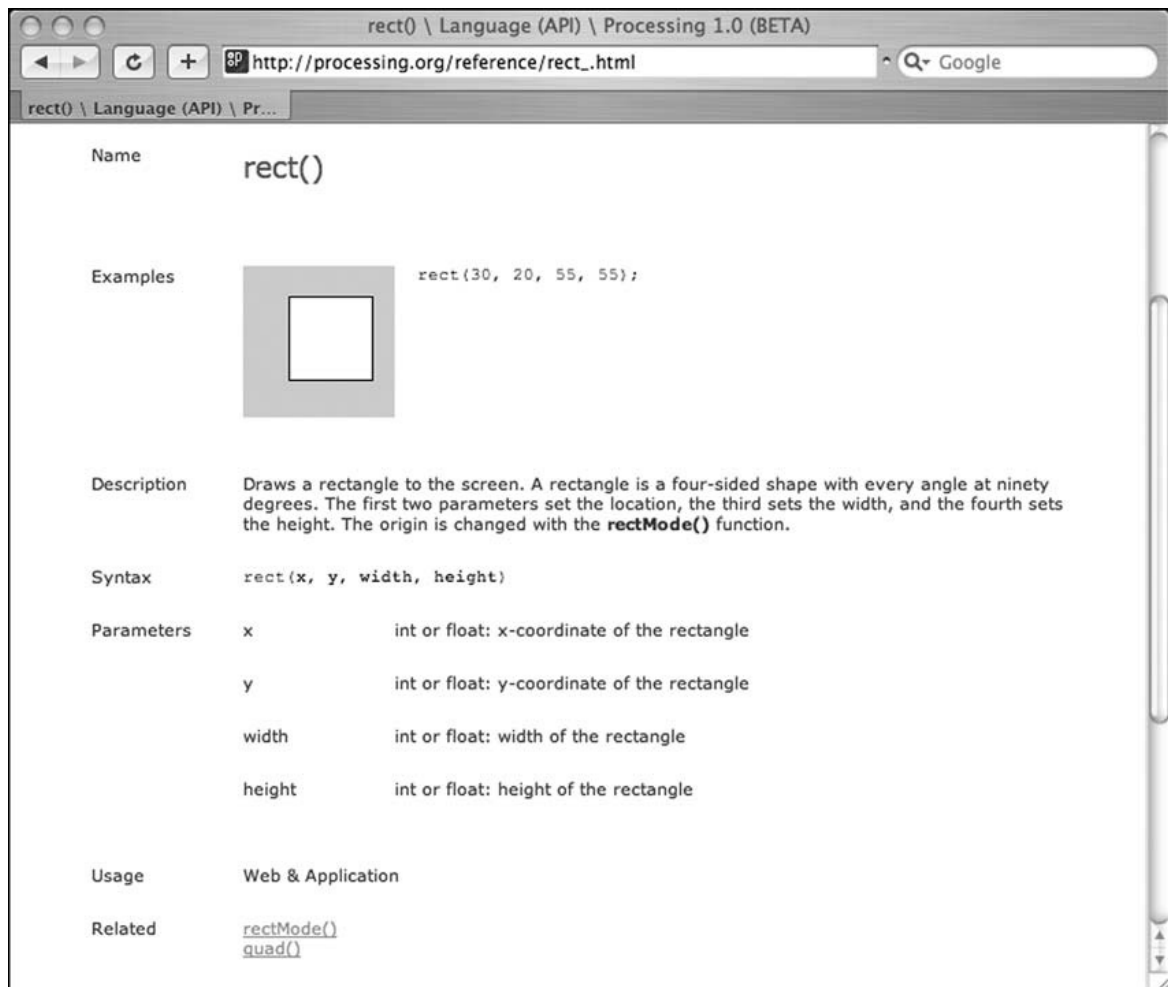 rect() \ Language (API) \ Processing 1.0 (BETA)
http://processing.org/reference/rect_.html
Google
rect() \ Language (API) \ Pr...
Name
rect()
Examples
rect(30, 20, 55, 55);
Description
Draws a rectangle to the screen. A rectangle is a four-sided shape with every angle at ninety
degrees. The first two parameters set the location, the third sets the width, and the fourth sets
the height. The origin is changed with the rectMode() function.
Syntax
rect(x, y, width, height)
Parameters
x
int or float: x-coordinate of the rectangle
y
int or float: y-coordinate of the rectangle
width
int or float: width of the rectangle
height
int or float: height of the rectangle
Usage
Web & Application
Related
rectMode()
quad()